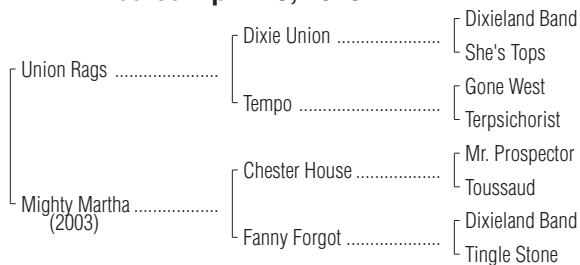 Dixieland Band
Dixie Union
She's Tops
Union Rags
Gone West
Tempo
Terpsichorist
Mr. Prospector
Chester House
Toussaud
Mighty Martha
(2003)
Dixieland Band
Fanny Forgot
Tingle Stone